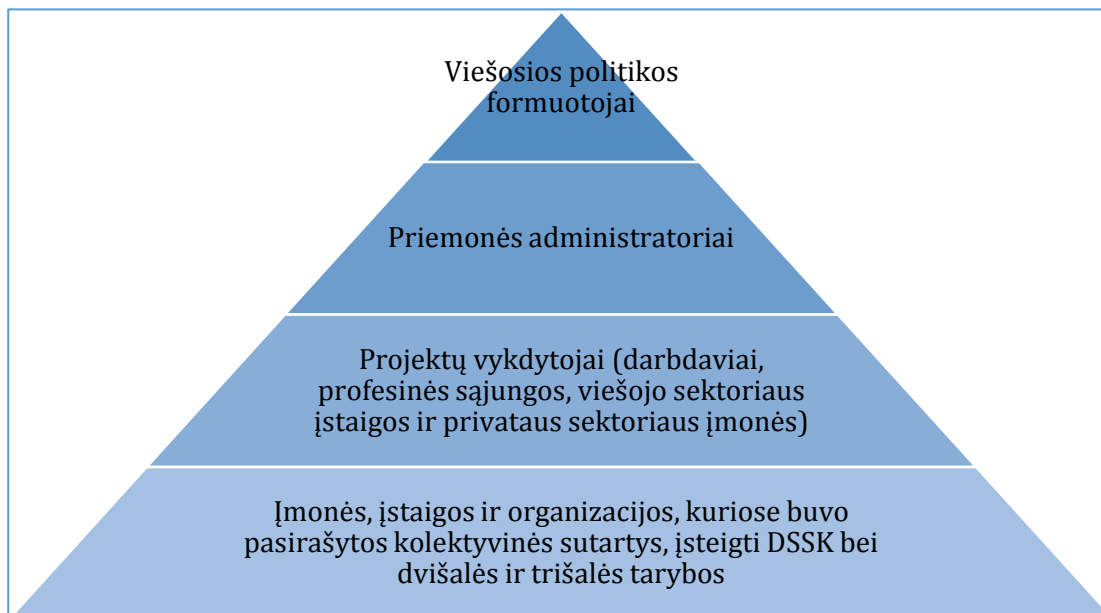 Viešosios politikos
formuotojai
Priemonės administratoriai
Projektų vykdytojai (darbdaviai,
profesinės sąjungos, viešojo sektoriaus
įstaigos ir privataus sektoriaus įmonės)
Įmonės, įstaigos ir organizacijos, kuriose buvo
pasirašytos kolektyvinės sutartys, įsteigti DSSK bei
dvišalės ir trišalės tarybos